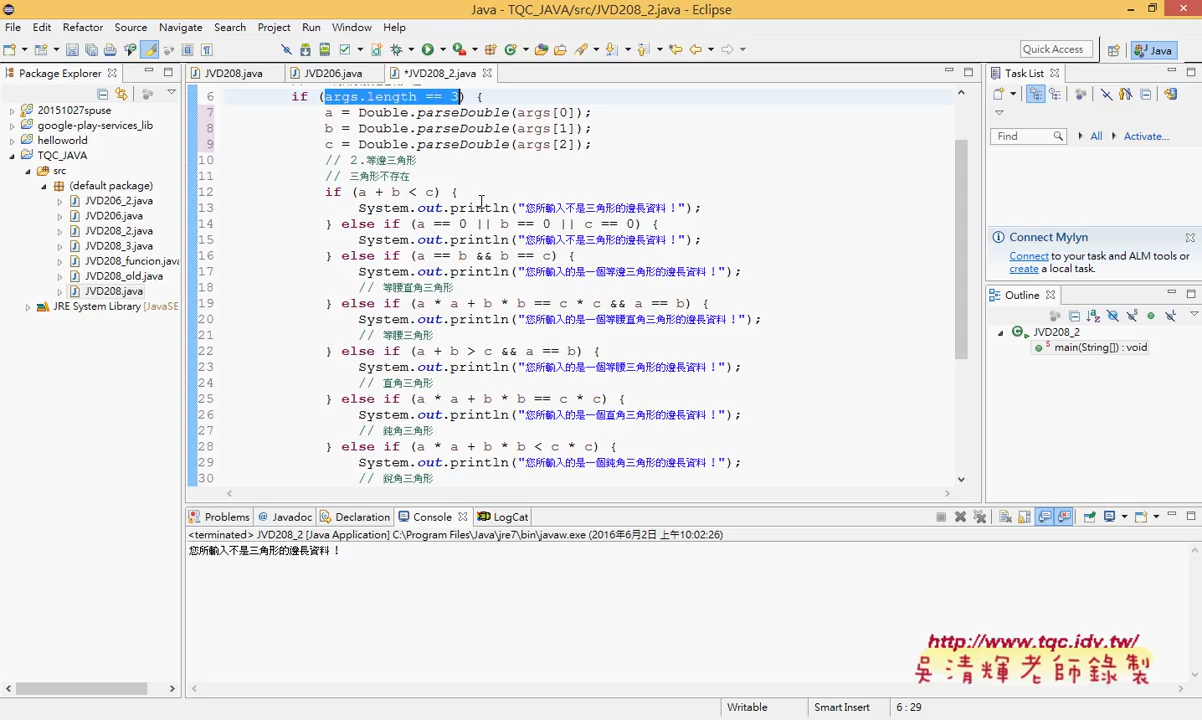 Java - TQC_JAVA/src/JVD208_2.java - Eclipse
File Edit Refactor Source Navigate Search Project Run Window Help
Quick Access
Java
Package Explorer
JVD208.java
JVD206.java
*JVD208_2.java
Task List
20151027spuse
google-play-services_lib
helloworld
TQC_JAVA
src
(default package)
JVD206_2.java
JVD206.java
JVD208_2.java
JVD208_3.java
JVD208_funcion.java
JVD208_old.java
JVD208.java
JRE System Library [JavaSE
6 if (args.length == 3) {
7 a = Double.parseDouble(args[0]);
8 b = Double.parseDouble(args[1]);
9 c = Double.parseDouble(args[2]);
10 // 2.等邊三角形
11 // 三角形不存在
12 if (a + b < c) {
13 System.out.println("您所輸入不是三角形的邊長資料！");
14 } else if (a == 0 || b == 0 || c == 0) {
15 System.out.println("您所輸入不是三角形的邊長資料！");
16 } else if (a == b && b == c) {
17 System.out.println("您所輸入的是一個等邊三角形的邊長資料！");
18 // 等腰直角三角形
19 } else if (a * a + b * b == c * c && a == b) {
20 System.out.println("您所輸入的是一個等腰直角三角形的邊長資料！");
21 // 等腰三角形
22 } else if (a + b > c && a == b) {
23 System.out.println("您所輸入的是一個等腰三角形的邊長資料！");
24 // 直角三角形
25 } else if (a * a + b * b == c * c) {
26 System.out.println("您所輸入的是一個直角三角形的邊長資料！");
27 // 鈍角三角形
28 } else if (a * a + b * b < c * c) {
29 System.out.println("您所輸入的是一個鈍角三角形的邊長資料！");
30 // 銳角三角形
Find
All
Activate...
Connect Mylyn
Connect to your task and ALM tools or
create a local task.
Outline
JVD208_2
main(String[]) : void
Problems
@ Javadoc
Declaration
Console
LogCat
<terminated> JVD208_2 [Java Application] C:\Program Files\Java\jre7\bin\javaw.exe (2016年6月2日 上午10:02:26)
您所輸入不是三角形的邊長資料！
http://www.tqc.idv.tw/
吳清輝老師錄製
Writable
Smart Insert
6 : 29